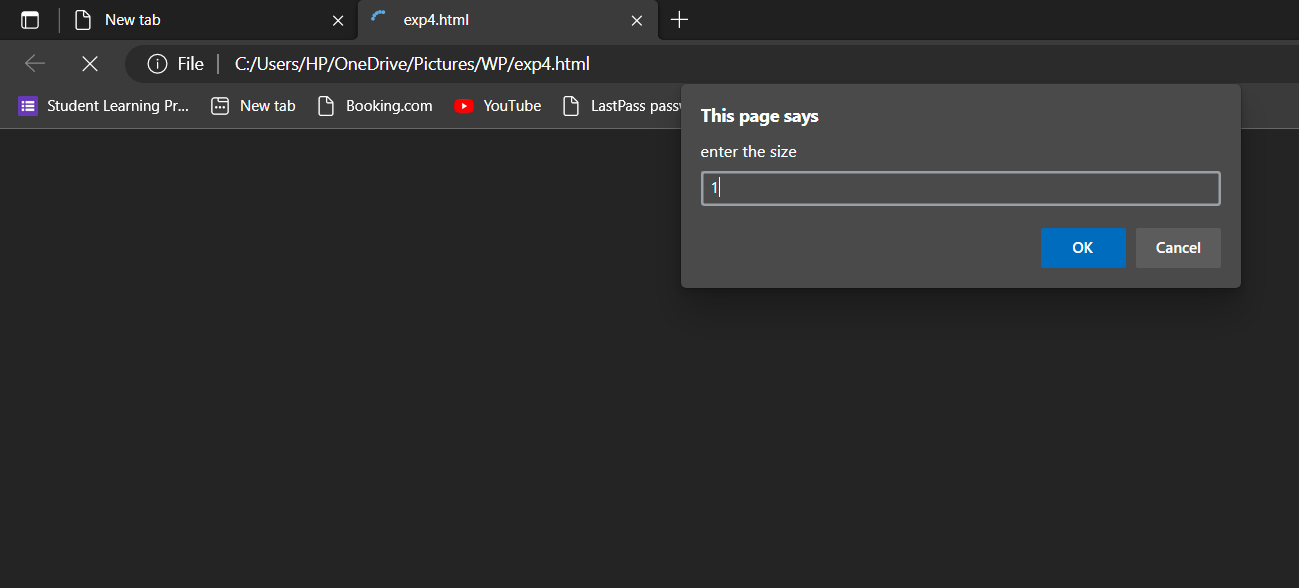 New tab
exp4.html
File C:/Users/HP/OneDrive/Pictures/WP/exp4.html
Student Learning Pr... New tab Booking.com YouTube LastPass passw
This page says
enter the size
1
OK Cancel